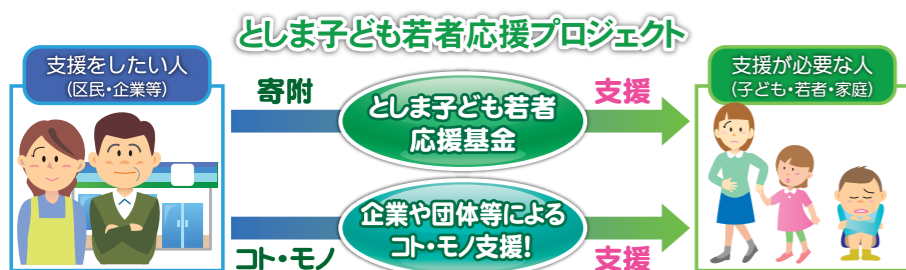 としま子ども若者応援プロジェクト
支援をしたい人
(区民・企業等)
寄附
としま子ども若者
応援基金
支援
支援が必要な人
(子ども・若者・家庭)
コト・モノ
企業や団体等による
コト・モノ支援!
支援